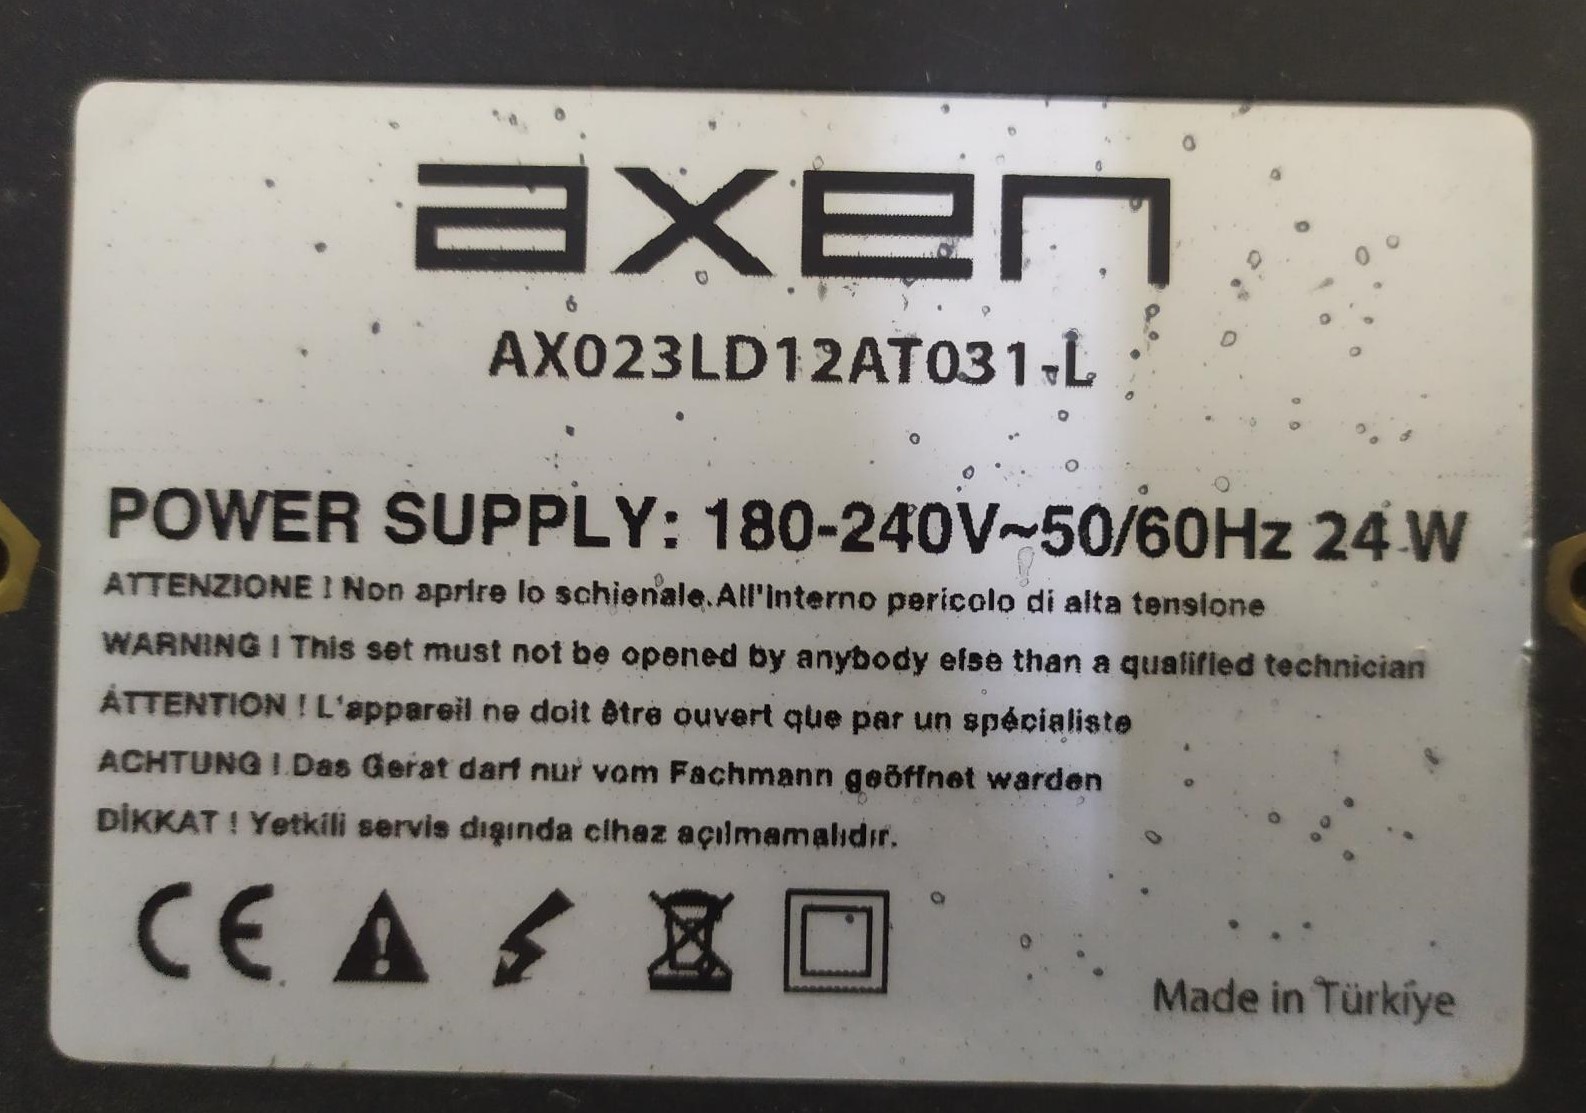 axen
AX023LD12AT031-L
POWER SUPPLY: 180-240V~50/60Hz 24 W
ATTENZIONE ! Non aprire lo schienale.All'interno pericolo di alta tensione
WARNING ! This set must not be opened by anybody else than a qualified technician
ATTENTION ! L'appareil ne doit être ouvert que par un spécialiste
ACHTUNG ! Das Gerat darf nur vom Fachmann geöffnet warden
DİKKAT ! Yetkili servis dışında cihaz açılmamalıdır.
CE
Made in Türkiye